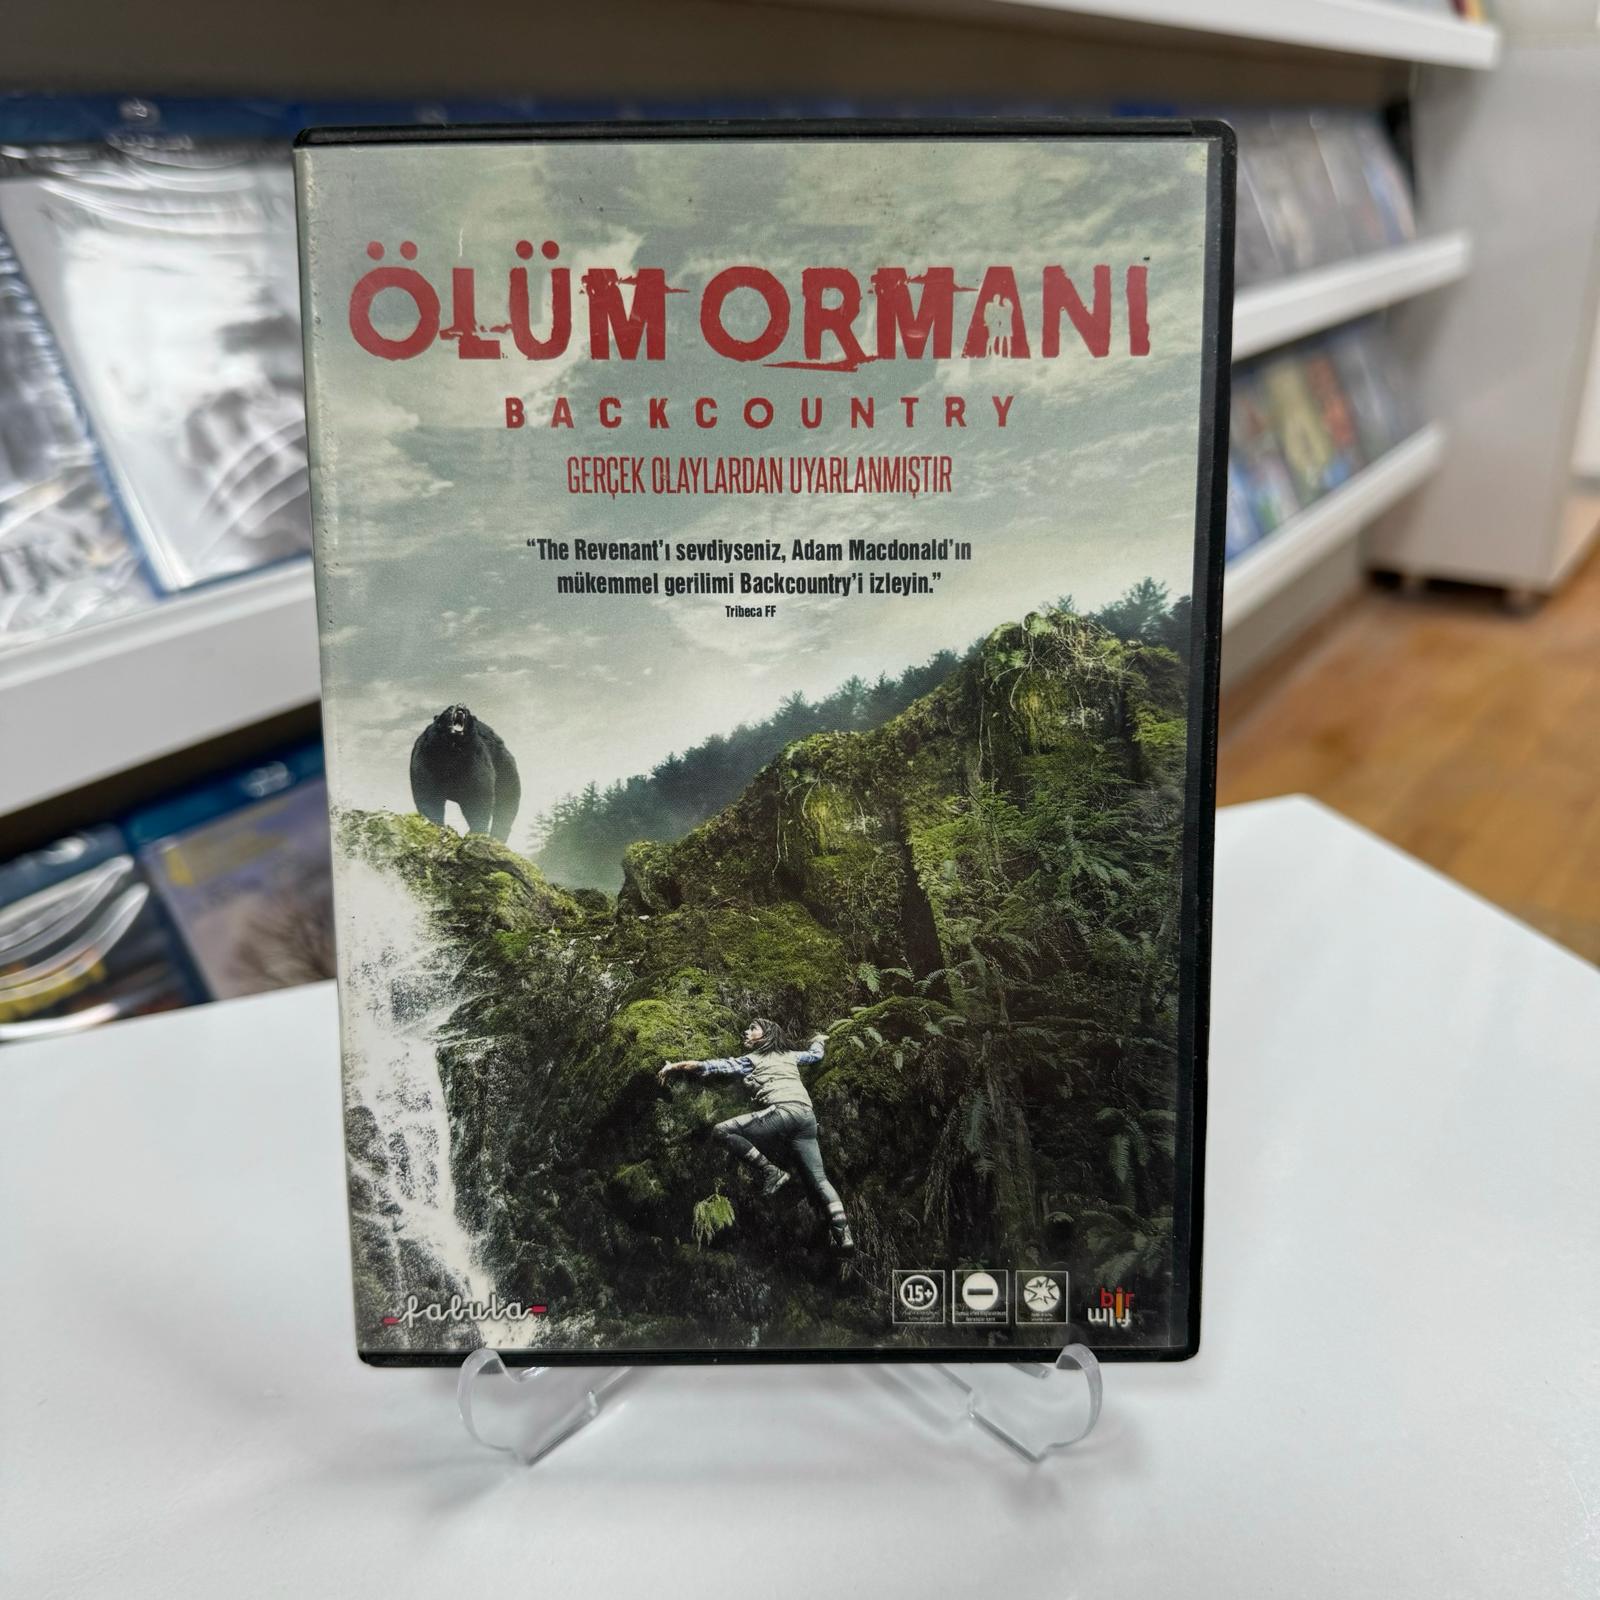 ÖLÜM ORMANI
BACKCOUNTRY
GERÇEK OLAYLARDAN UYARLANMIŞTIR
“The Revenant’ı sevdiyseniz, Adam Macdonald’ın
mükemmel gerilimi Backcountry’i izleyin.”
Tribeca FF
fabula
15+
bir
film